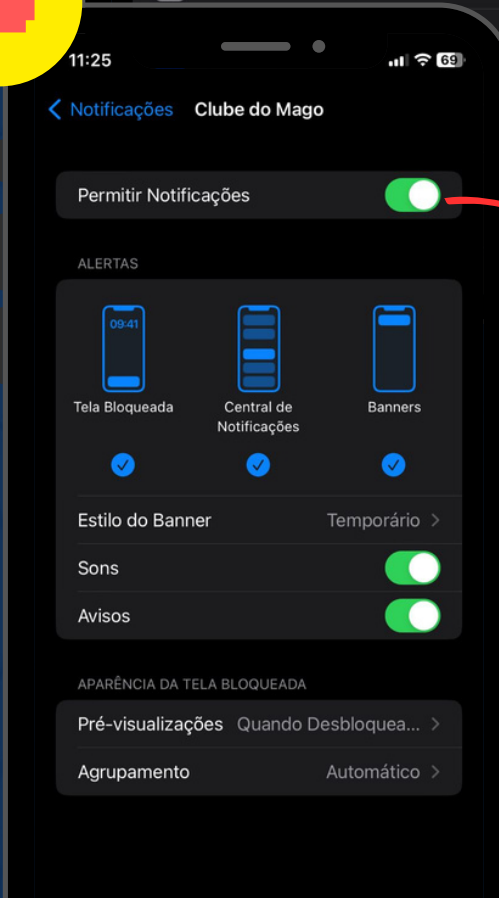 11:25
69
Notificações Clube do Mago
Permitir Notificações
ALERTAS
09:41
Tela Bloqueada
Central de
Notificações
Banners
Estilo do Banner Temporário
Sons
Avisos
APARÊNCIA DA TELA BLOQUEADA
Pré-visualizações Quando Desbloquea...
Agrupamento Automático